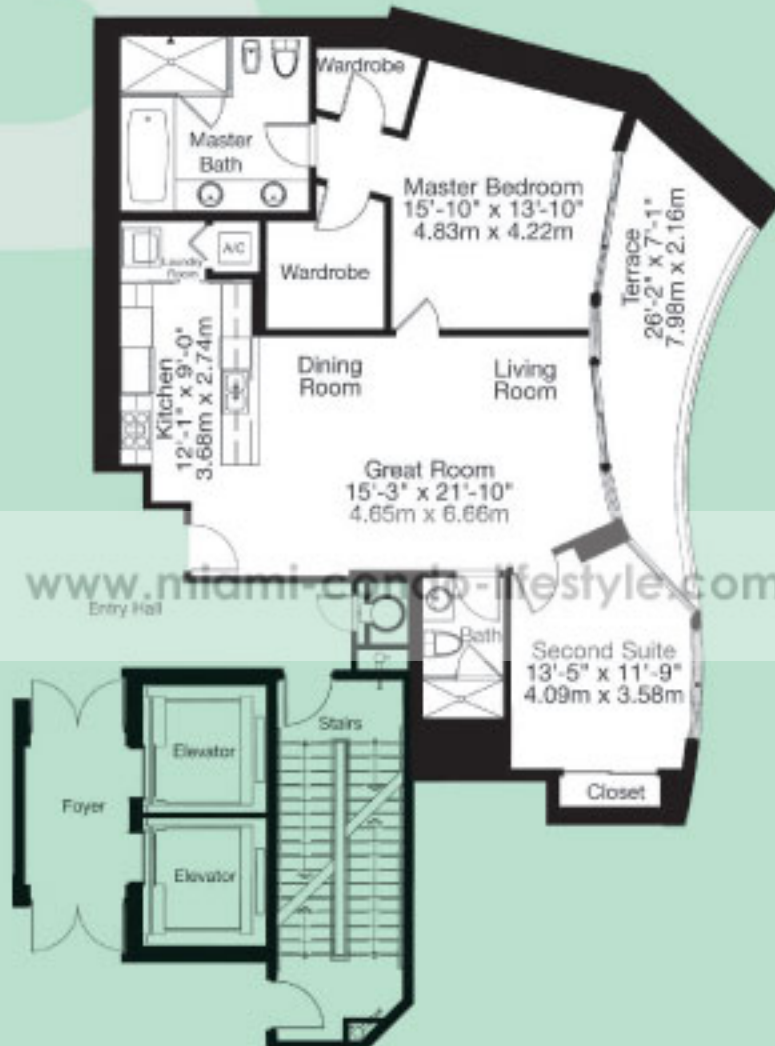 Wardrobe
Master
Bath
Master Bedroom
15'-10" x 13'-10"
4.83m x 4.22m
Terrace
26'-2" x 7'-1"
7.98m x 2.16m
Laundry
Room
A/C
Wardrobe
Kitchen
12'-1" x 9'-0"
3.68m x 2.74m
Dining
Room
Living
Room
Great Room
15'-3" x 21'-10"
4.65m x 6.66m
www.miami-condo-lifestyle.com
Entry Hall
Bath
Second Suite
13'-5" x 11'-9"
4.09m x 3.58m
Stairs
Elevator
Foyer
Closet
Elevator